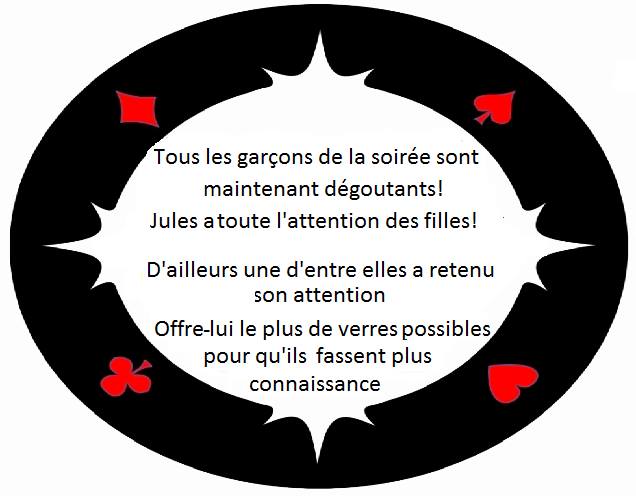 Tous les garçons de la soirée sont
maintenant dégoutants!
Jules a toute l'attention des filles!
D'ailleurs une d'entre elles a retenu
son attention
Offre-lui le plus de verres possibles
pour qu'ils fassent plus
connaissance